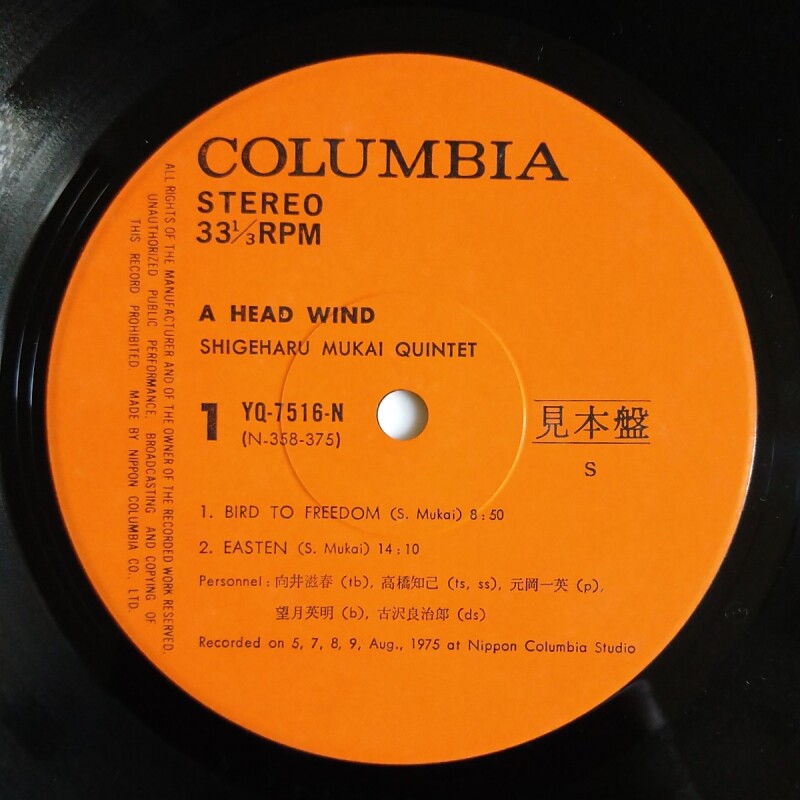 COLUMBIA
STEREO
33 1/3 RPM
A HEAD WIND
SHIGEHARU MUKAI QUINTET
1 YQ-7516-N
(N-358-375)
見本盤
S
1. BIRD TO FREEDOM (S. Mukai) 8:50
2. EASTEN (S. Mukai) 14:10
Personnel: 向井滋春 (tb), 高橋知己 (ts, ss), 元岡一英 (p),
望月英明 (b), 古沢良治郎 (ds)
Recorded on 5, 7, 8, 9, Aug., 1975 at Nippon Columbia Studio
ALL RIGHTS OF THE MANUFACTURER AND OF THE OWNER OF THE RECORDED WORK RESERVED.
UNAUTHORIZED PUBLIC PERFORMANCE, BROADCASTING AND COPYING OF
THIS RECORD PROHIBITED. MADE BY NIPPON COLUMBIA CO., LTD.